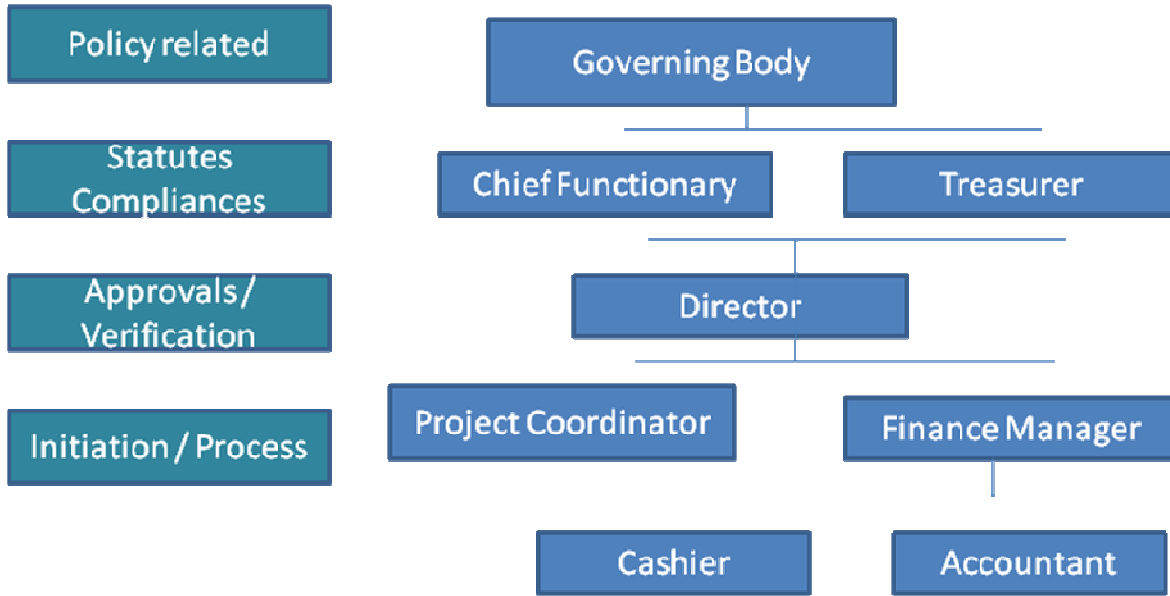 Policy related
Governing Body
Statutes
Compliances
Chief Functionary
Treasurer
Approvals /
Verification
Director
Initiation / Process
Project Coordinator
Finance Manager
Cashier
Accountant